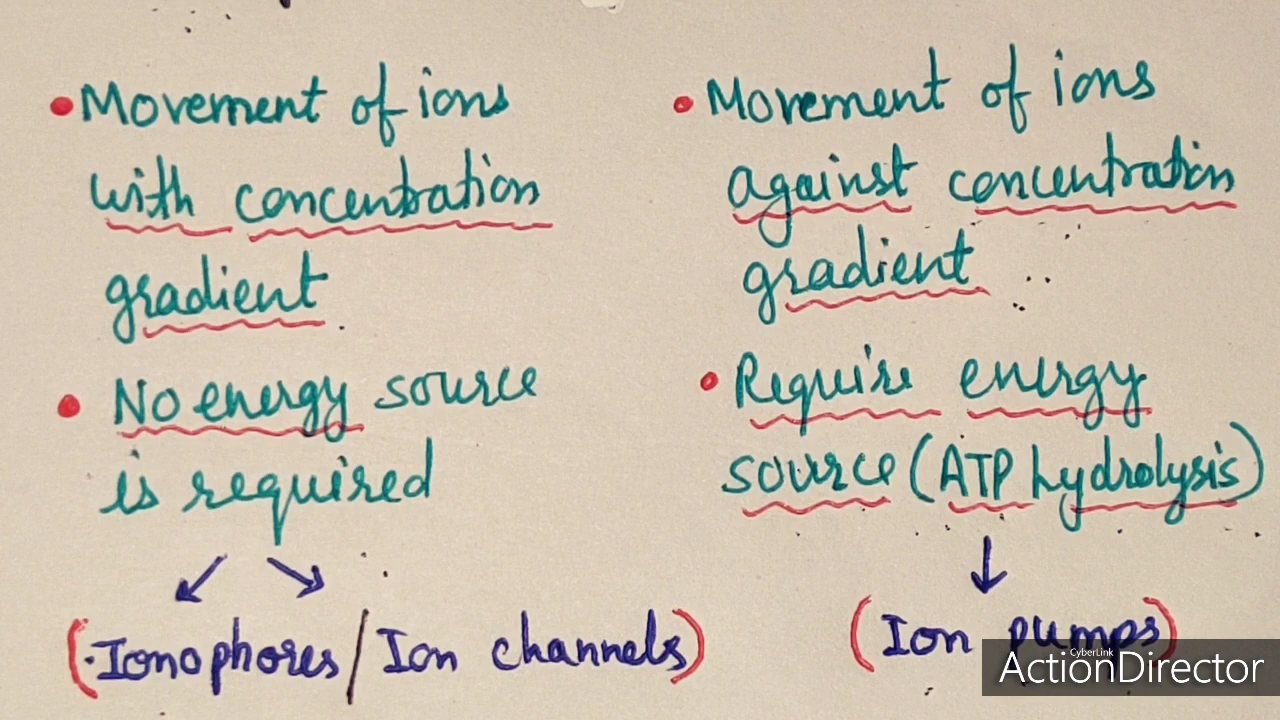 • Movement of ions
with concentration
gradient
• No energy source
is required
(Ionophores/Ion channels)
• Movement of ions
against concentration
gradient
• Require energy
source (ATP hydrolysis)
(Ion pumps)
CyberLink
ActionDirector